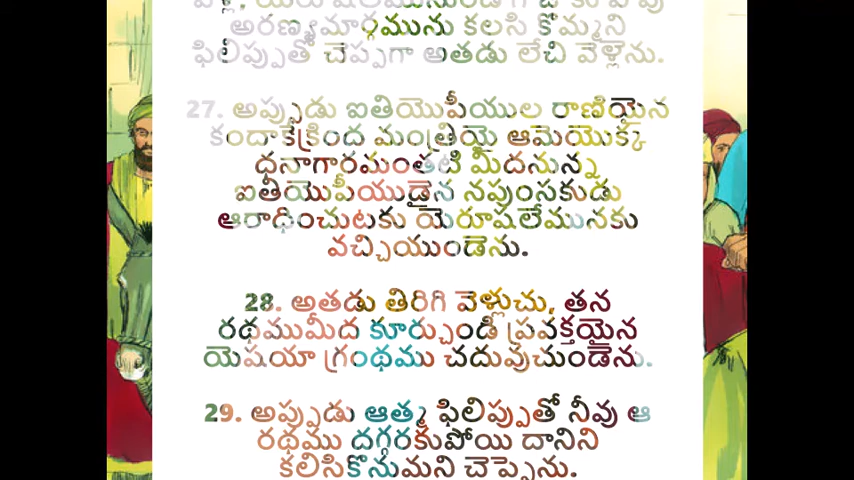 అరణ్యమార్గమును కలసి కొమ్మని
ఫిలిప్పుతో చెప్పగా అతడు లేచి వెళ్లెను.
27. అప్పుడు ఐతియొపీయుల రాణియైన
కందాకేక్రింద మంత్రియై ఆమెయొక్క
ధనాగారమంతటి మీదనున్న
ఐతియొపీయుడైన నపుంసకుడు
ఆరాధించుటకు యెరూషలేమునకు
వచ్చియుండెను.
28. అతడు తిరిగి వెళ్లుచు, తన
రథముమీద కూర్చుండి ప్రవక్తయైన
యెషయా గ్రంథము చదువుచుండెను.
29. అప్పుడు ఆత్మ ఫిలిప్పుతో నీవు ఆ
రథము దగ్గరకుపోయి దానిని
కలిసికొనుమని చెప్పెను.